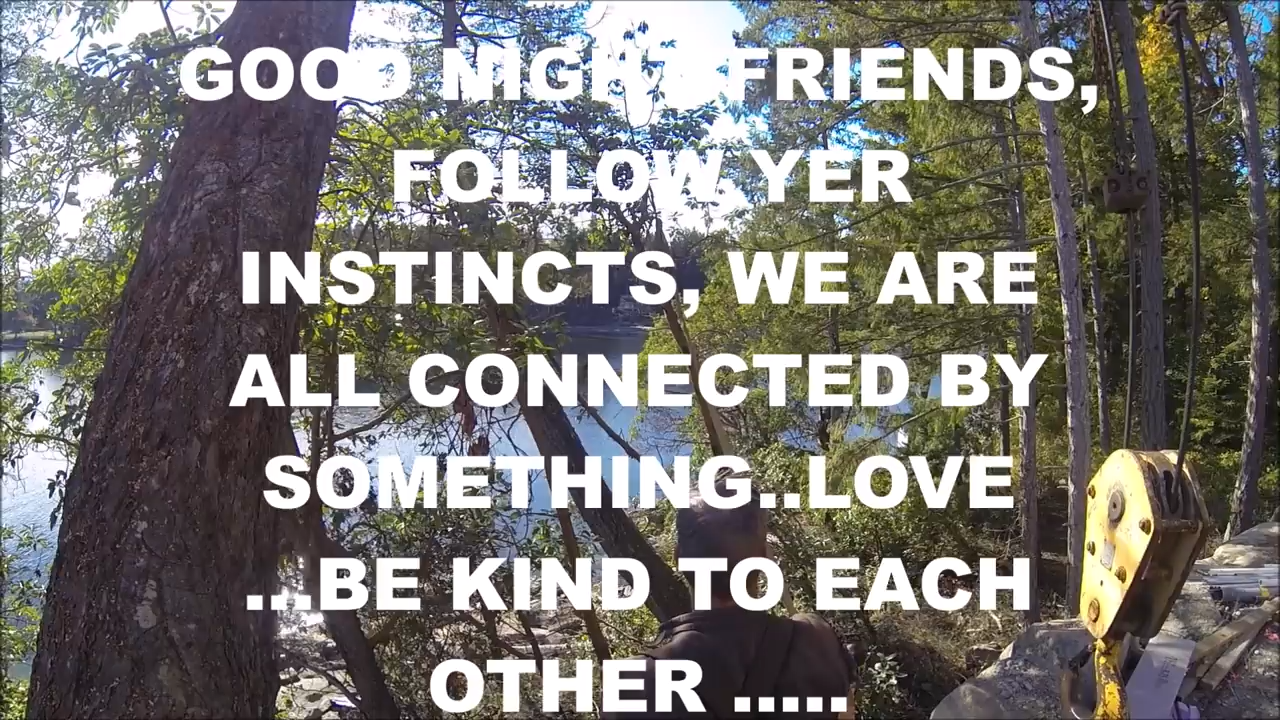 GOOD NIGHT FRIENDS,
FOLLOW YER
INSTINCTS, WE ARE
ALL CONNECTED BY
SOMETHING..LOVE
...BE KIND TO EACH
OTHER .....